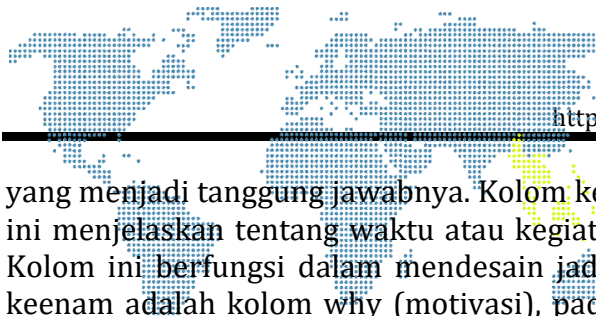 http
yang menjadi tanggung jawabnya. Kolom ke
ini menjelaskan tentang waktu atau kegiat
Kolom ini berfungsi dalam mendesain jad
keenam adalah kolom why (motivasi), pad